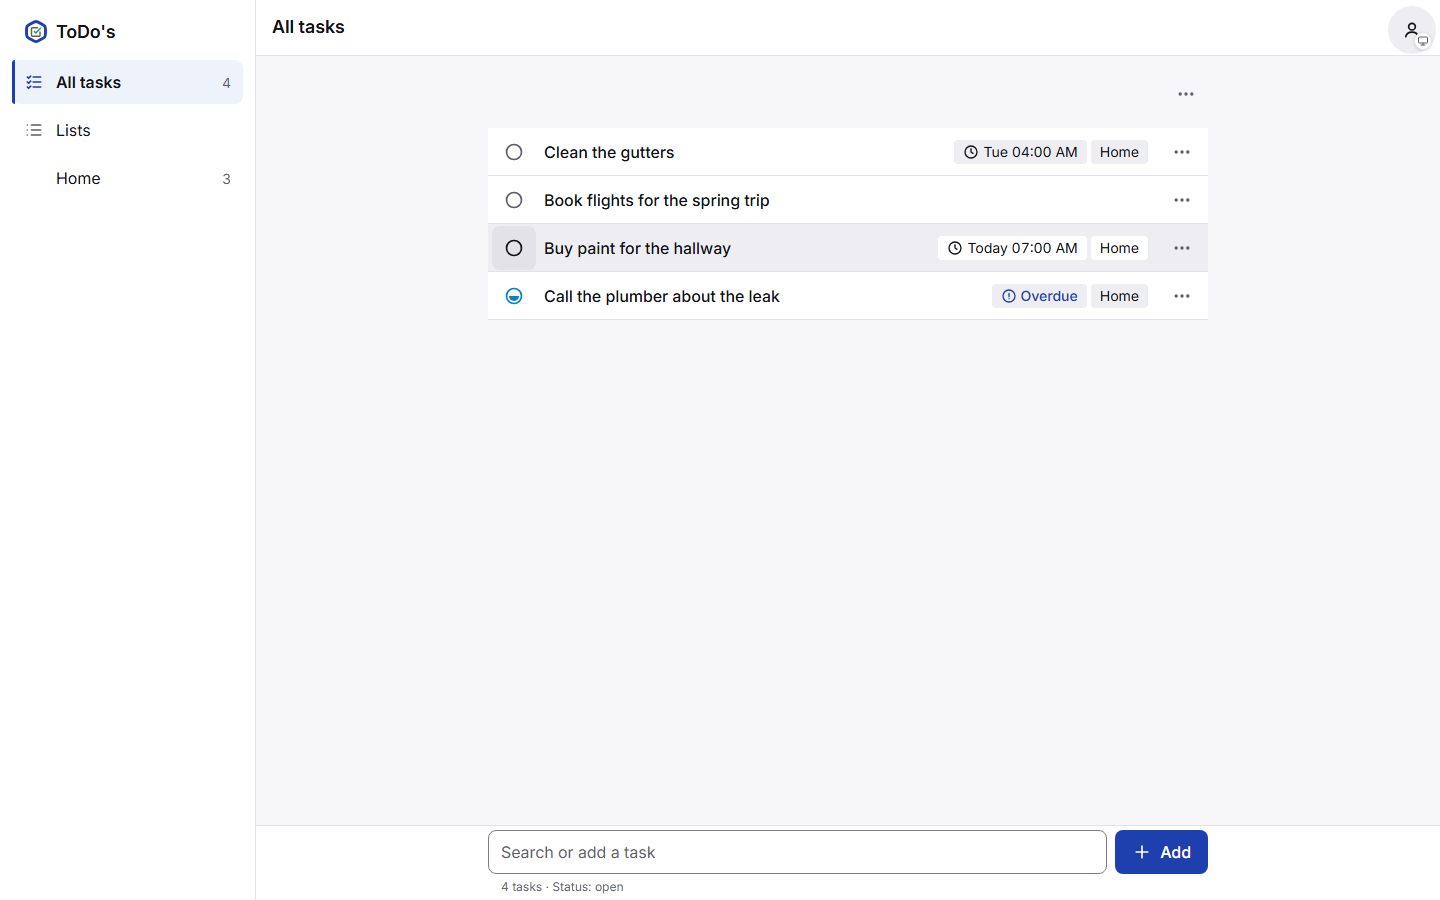 ToDo's
All tasks 4
Lists
Home 3
All tasks
Clean the gutters Tue 04:00 AM Home
Book flights for the spring trip
Buy paint for the hallway Today 07:00 AM Home
Call the plumber about the leak Overdue Home
Search or add a task Add
4 tasks · Status: open